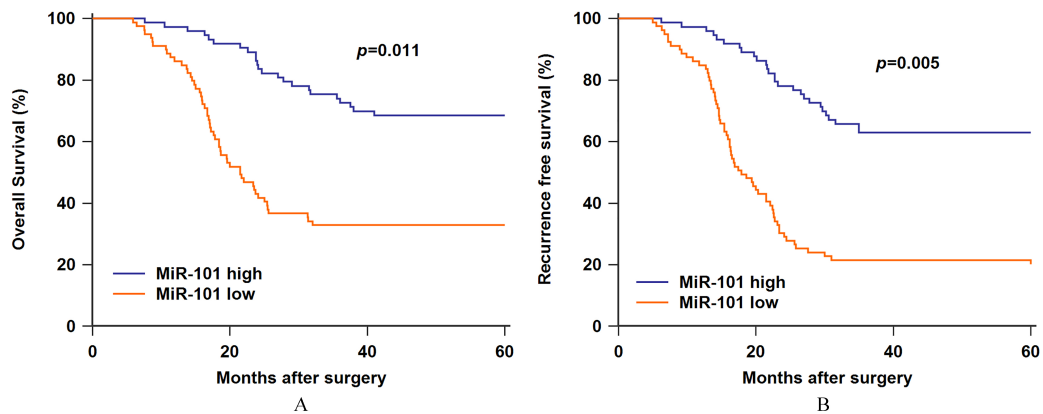 Overall Survival (%)
100
80
60
40
20
0
p=0.011
MiR-101 high
MiR-101 low
0 20 40 60
Months after surgery
A
Recurrence free survival (%)
100
80
60
40
20
0
p=0.005
MiR-101 high
MiR-101 low
0 20 40 60
Months after surgery
B